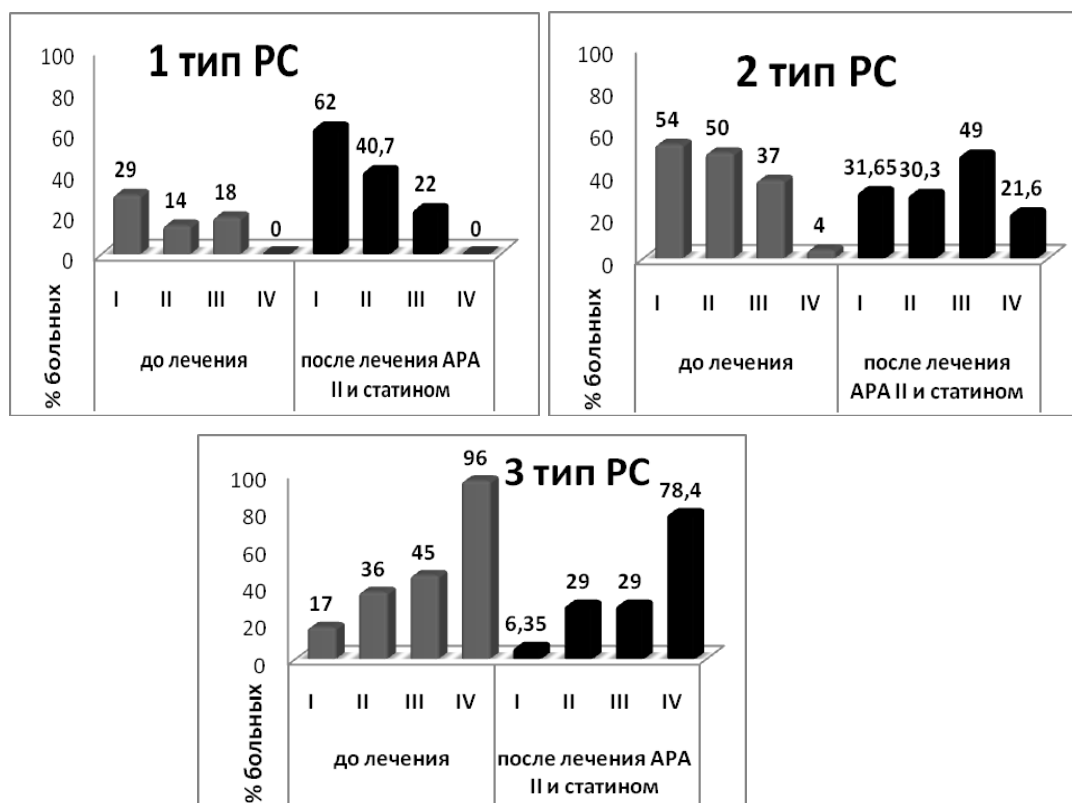 1 тип РС
100
80
60
40
20
0
% больных
29
14
18
0
62
40,7
22
0
I II III IV I II III IV
до лечения
после лечения АРА
II и статином
2 тип РС
100
80
60
40
20
0
% больных
54
50
37
4
31,65
30,3
49
21,6
I II III IV I II III IV
до лечения
после лечения
АРА II и статином
3 тип РС
100
80
60
40
20
0
% больных
17
36
45
96
6,35
29
29
78,4
I II III IV I II III IV
до лечения
после лечения АРА
II и статином